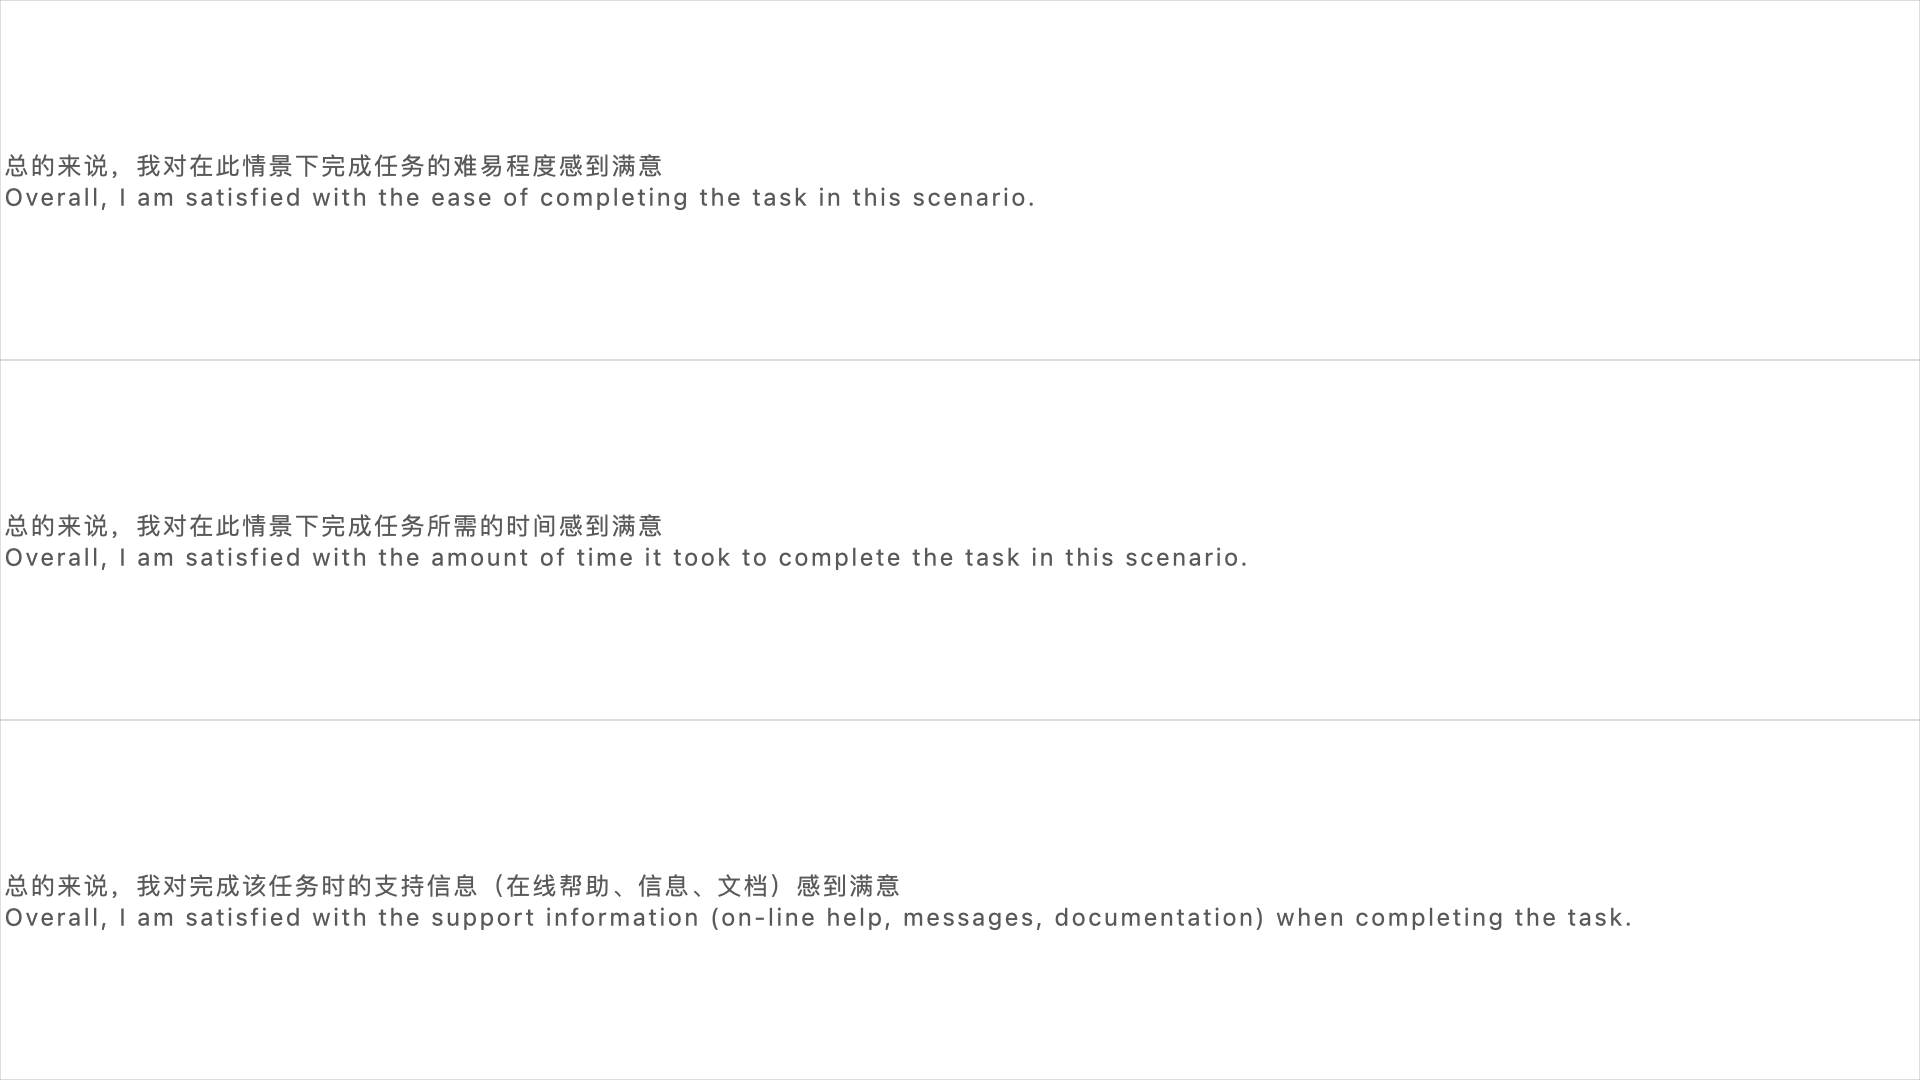 总的来说，我对在此情景下完成任务的难易程度感到满意
Overall, I am satisfied with the ease of completing the task in this scenario.
总的来说，我对在此情景下完成任务所需的时间感到满意
Overall, I am satisfied with the amount of time it took to complete the task in this scenario.
总的来说，我对完成该任务时的支持信息（在线帮助、信息、文档）感到满意
Overall, I am satisfied with the support information (on-line help, messages, documentation) when completing the task.